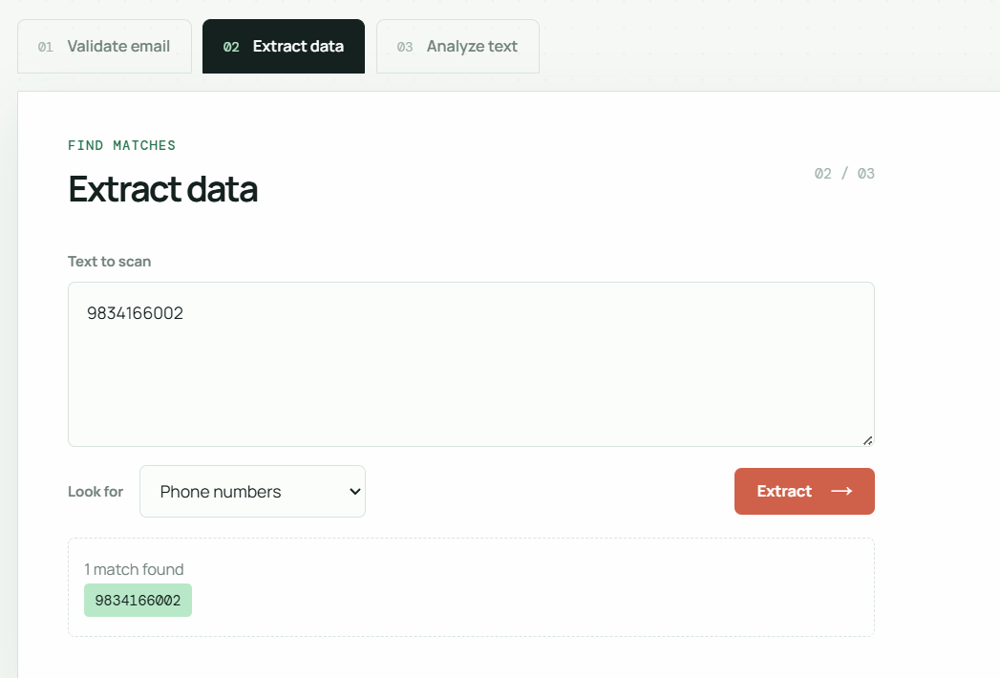 01 Validate email
02 Extract data
03 Analyze text
FIND MATCHES
Extract data
02 / 03
Text to scan
9834166002
Look for Phone numbers
Extract →
1 match found
9834166002